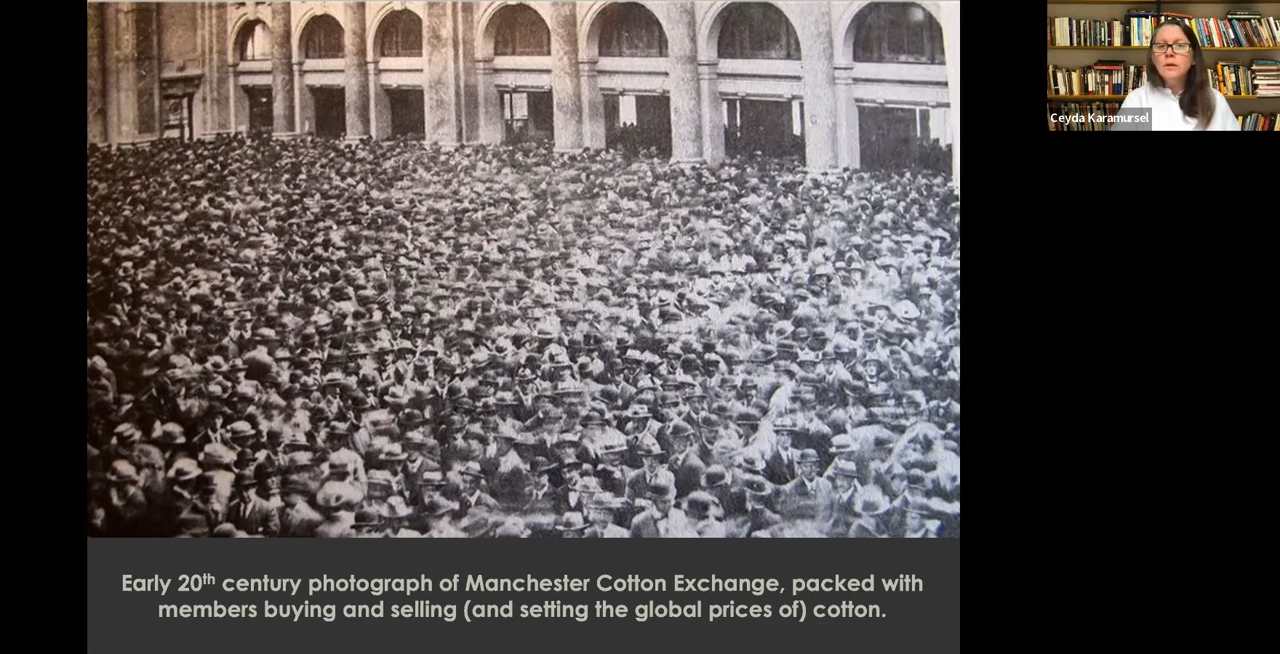 Ceyda Karamursel
Early 20th century photograph of Manchester Cotton Exchange, packed with
members buying and selling (and setting the global prices of) cotton.